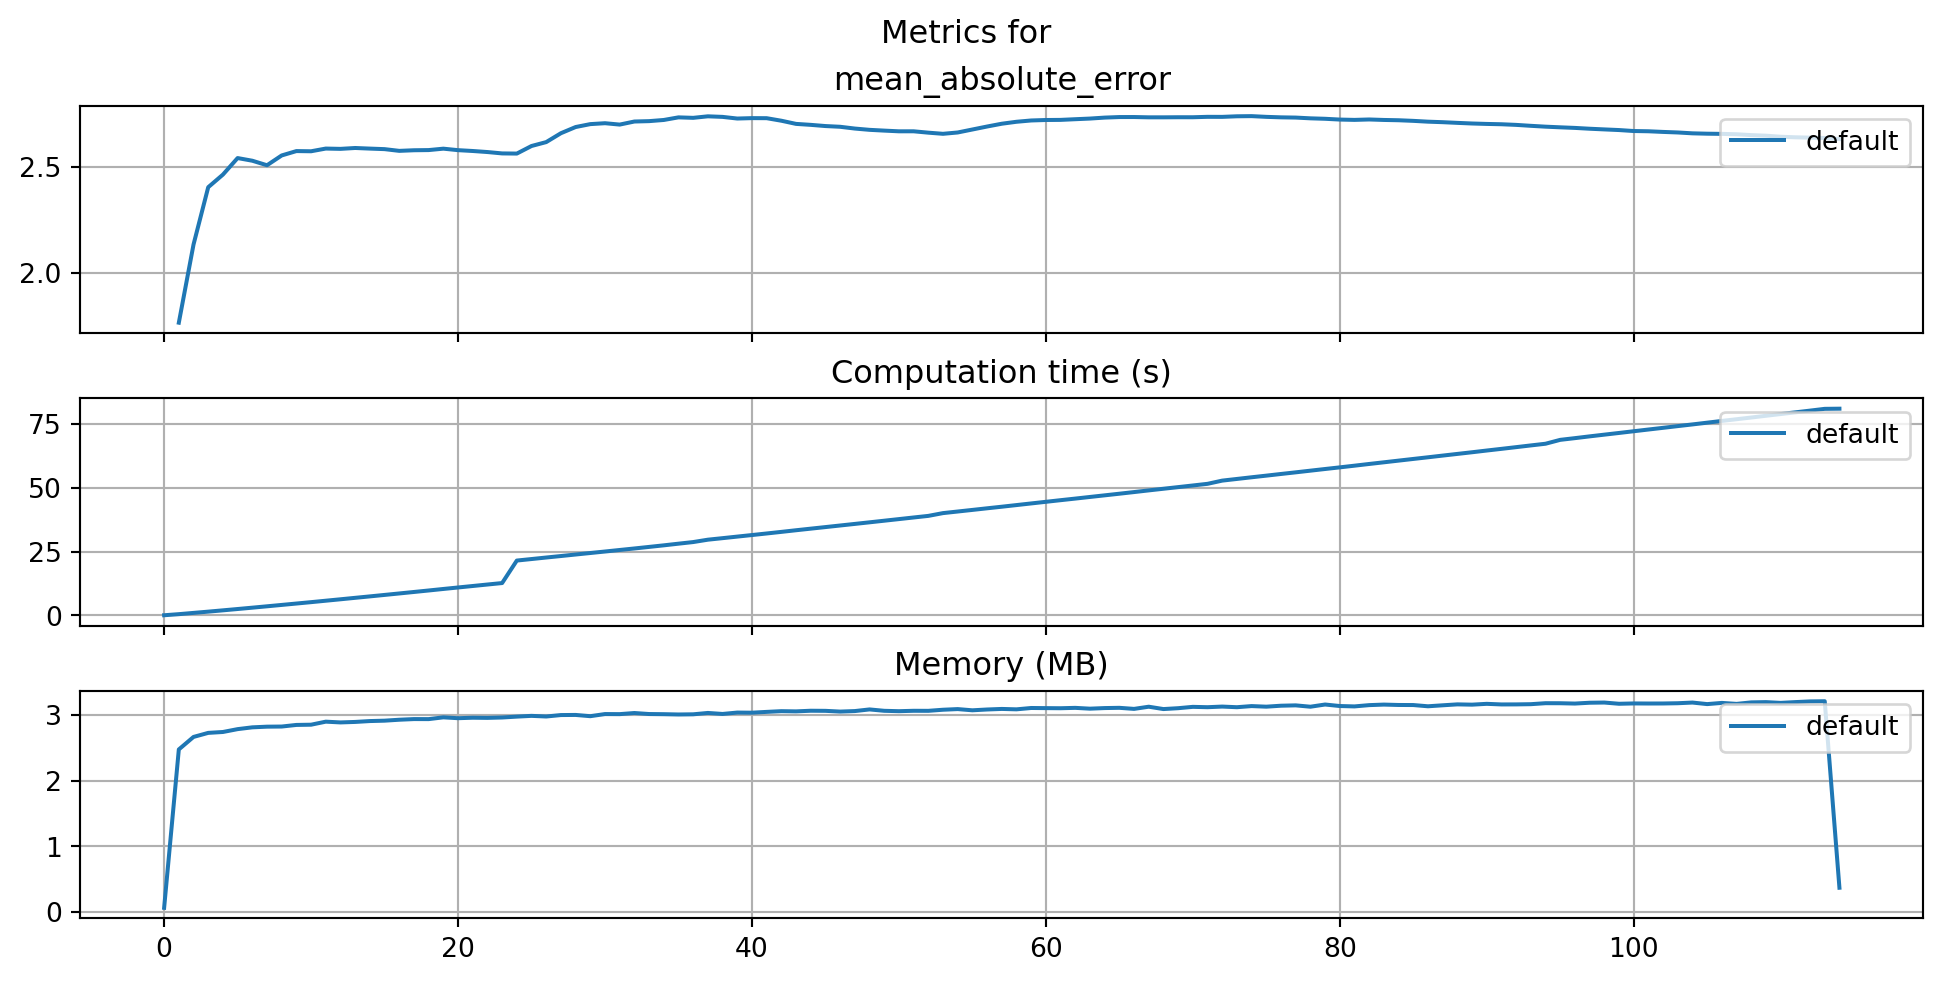 Metrics for
mean_absolute_error
2.5
2.0
default
Computation time (s)
75
50
25
0
default
Memory (MB)
3
2
1
0
default
0 20 40 60 80 100